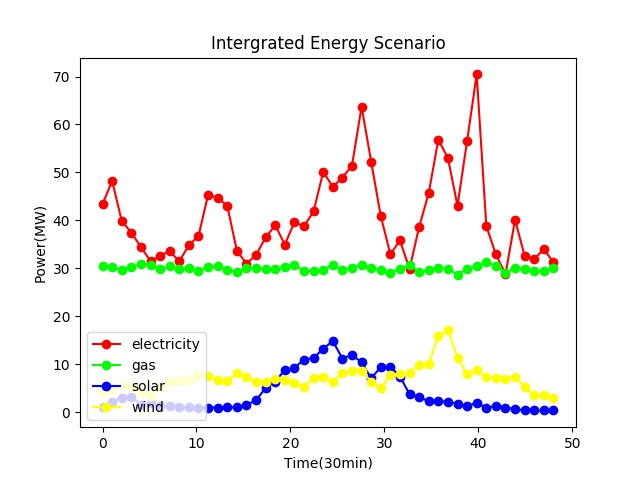 Intergrated Energy Scenario
Power(MW)
70
60
50
40
30
20
10
0
electricity
gas
solar
wind
0 10 20 30 40 50
Time(30min)